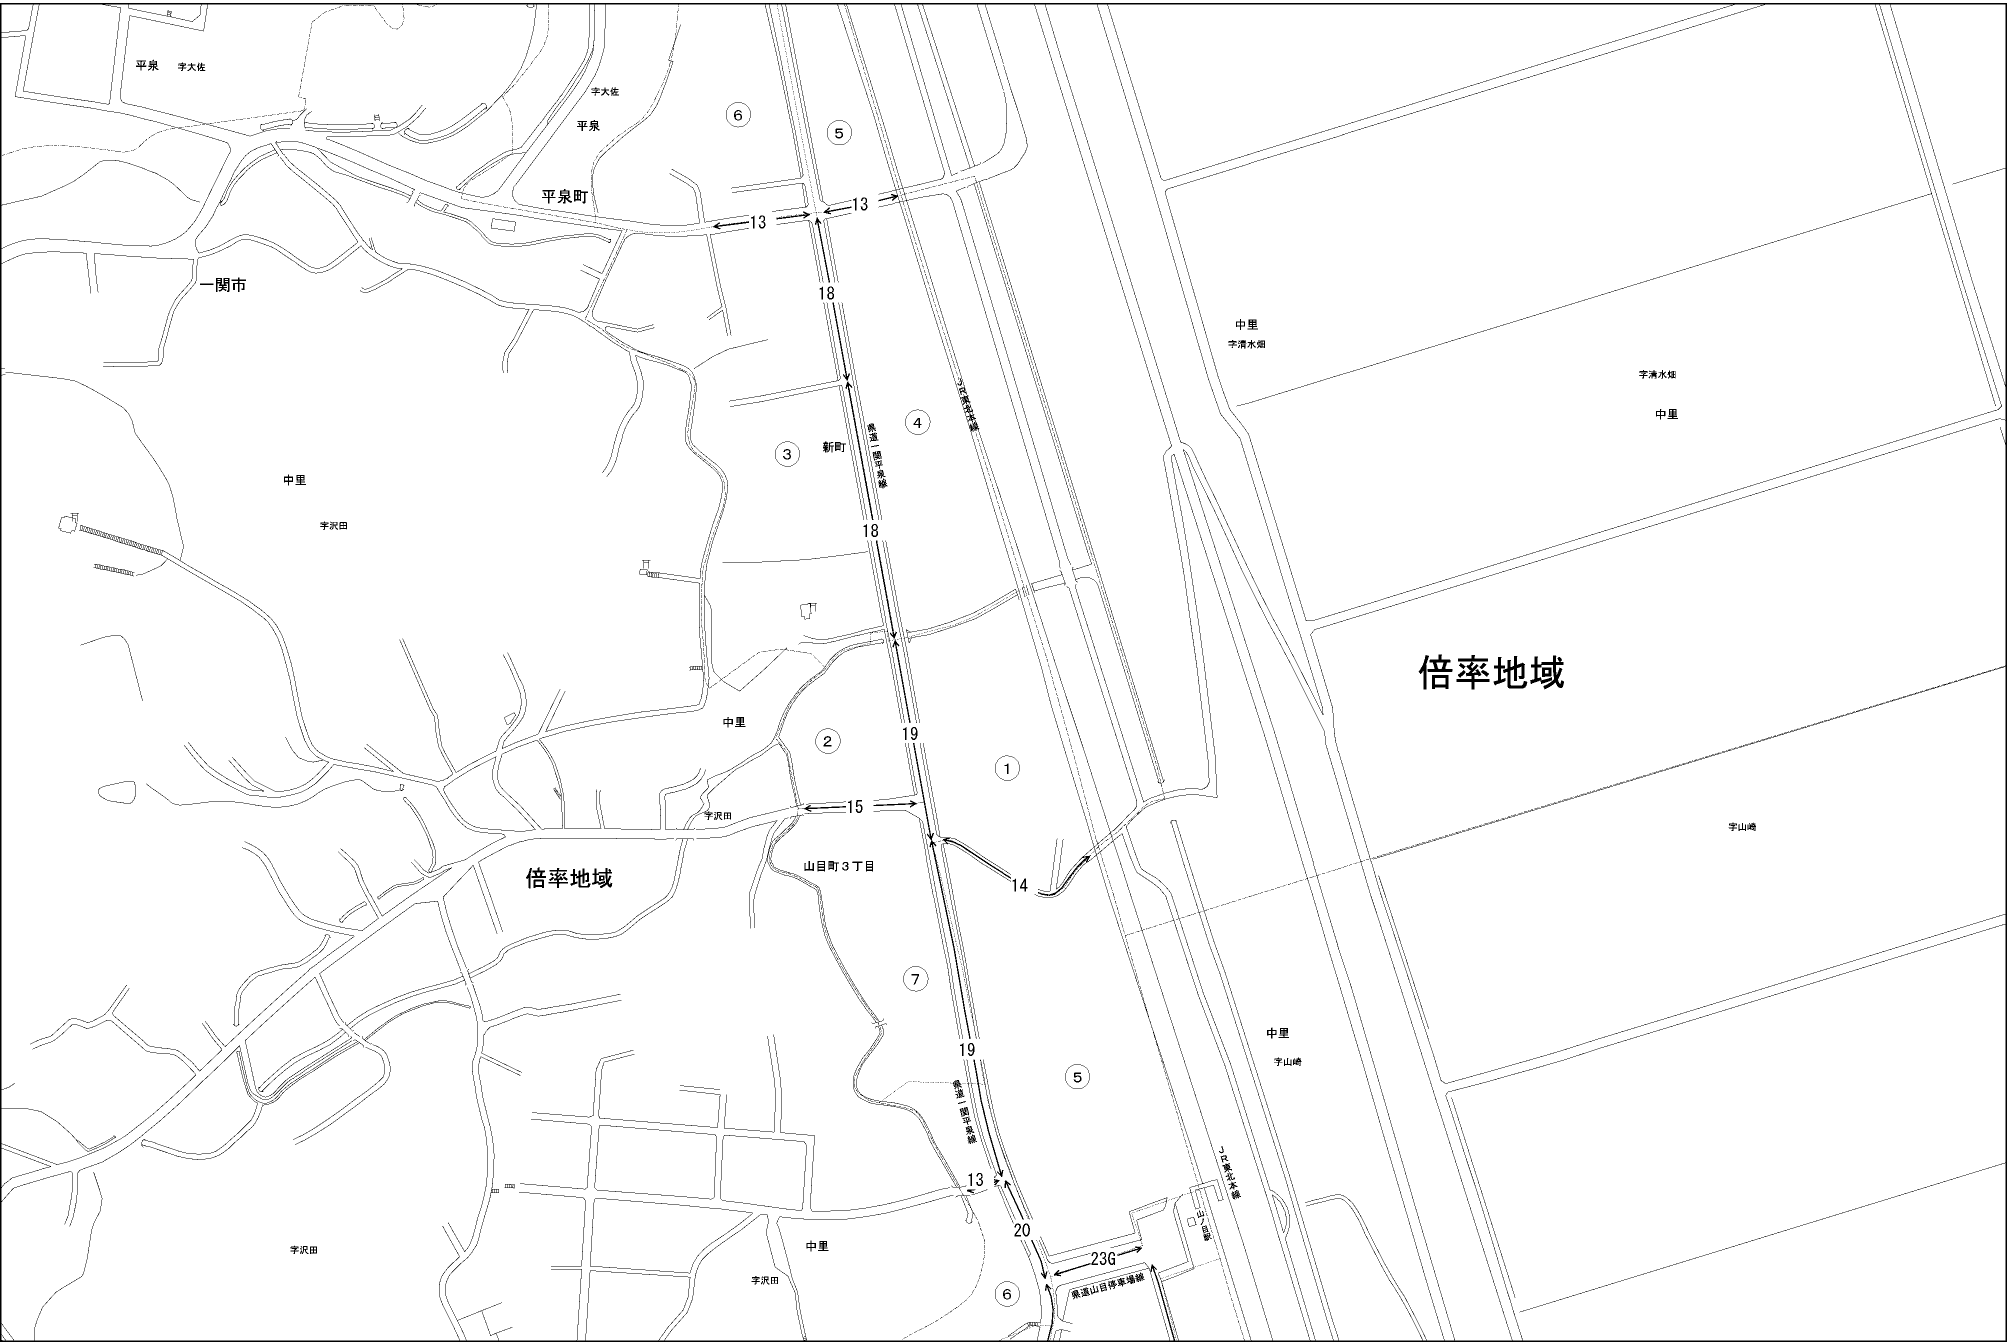 平泉
字大佐
字大佐
平泉
平泉町
⑥
⑤
13
13
一関市
18
中里
字清水畑
字清水畑
中里
JR東北本線
④
③
新町
県道一関平泉線
中里
字沢田
18
倍率地域
中里
②
19
①
15
字沢田
字山崎
倍率地域
山目町3丁目
14
⑦
中里
字山崎
19
⑤
県道一関平泉線
13
JR東北本線
山ノ目駅
20
字沢田
中里
字沢田
23G
県道山目停車場線
⑥